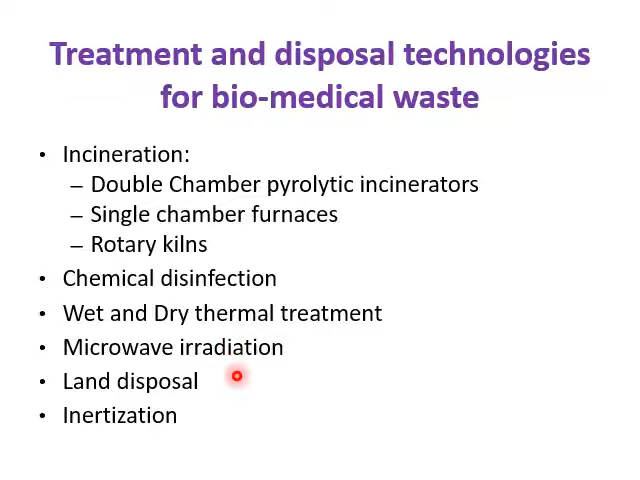 Treatment and disposal technologies
for bio-medical waste
• Incineration:
– Double Chamber pyrolytic incinerators
– Single chamber furnaces
– Rotary kilns
• Chemical disinfection
• Wet and Dry thermal treatment
• Microwave irradiation
• Land disposal
• Inertization